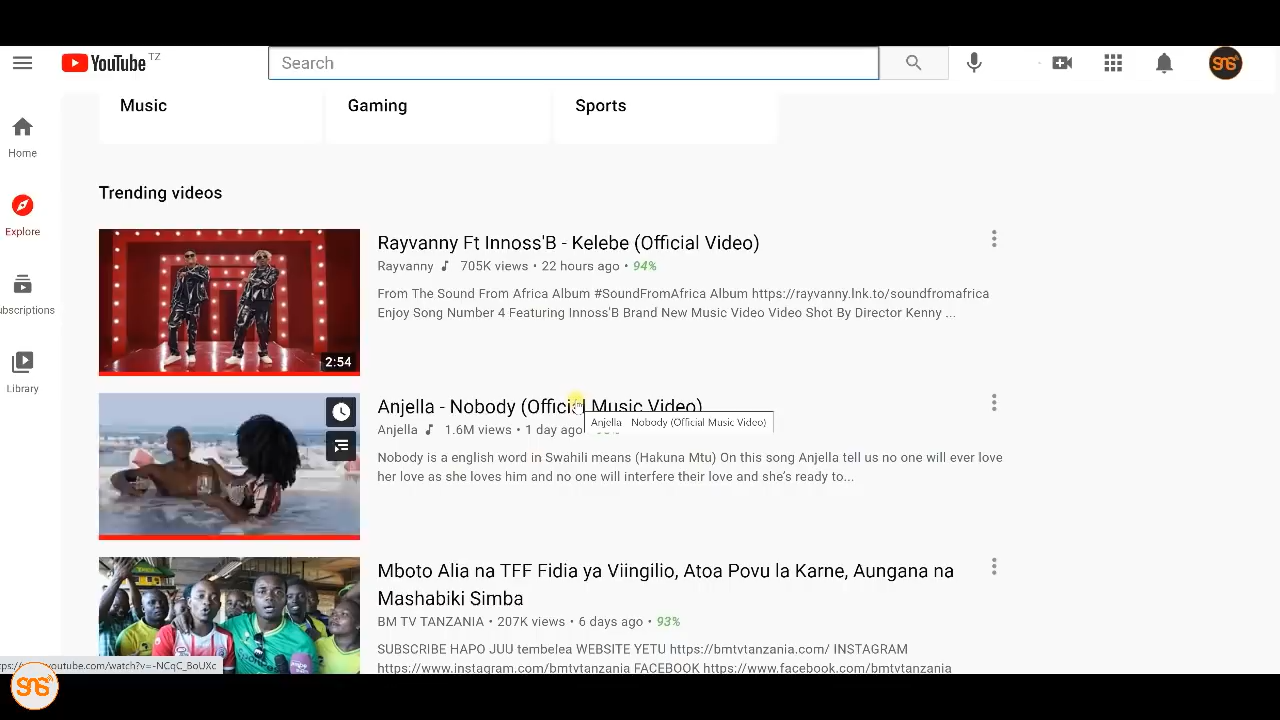 YouTube TZ
Search
SNS
Music
Gaming
Sports
Home
Trending videos
Explore
Rayvanny Ft Innoss'B - Kelebe (Official Video)
Rayvanny 705K views • 22 hours ago • 94%
From The Sound From Africa Album #SoundFromAfrica Album https://rayvanny.lnk.to/soundfromafrica
Enjoy Song Number 4 Featuring Innoss'B Brand New Music Video Video Shot By Director Kenny ...
2:54
ubscriptions
Library
Anjella - Nobody (Official Music Video)
Anjella - Nobody (Official Music Video)
Anjella 1.6M views • 1 day ago
Nobody is a english word in Swahili means (Hakuna Mtu) On this song Anjella tell us no one will ever love
her love as she loves him and no one will interfere their love and she's ready to...
Mboto Alia na TFF Fidia ya Viingilio, Atoa Povu la Karne, Aungana na
Mashabiki Simba
BM TV TANZANIA • 207K views • 6 days ago • 93%
SUBSCRIBE HAPO JUU tembelea WEBSITE YETU https://bmtvtanzania.com/ INSTAGRAM
https://www.instagram.com/bmtvtanzania FACEBOOK https://www.facebook.com/bmtvtanzania
youtube.com/watch?v=-NCqC_BoUXc
SNS